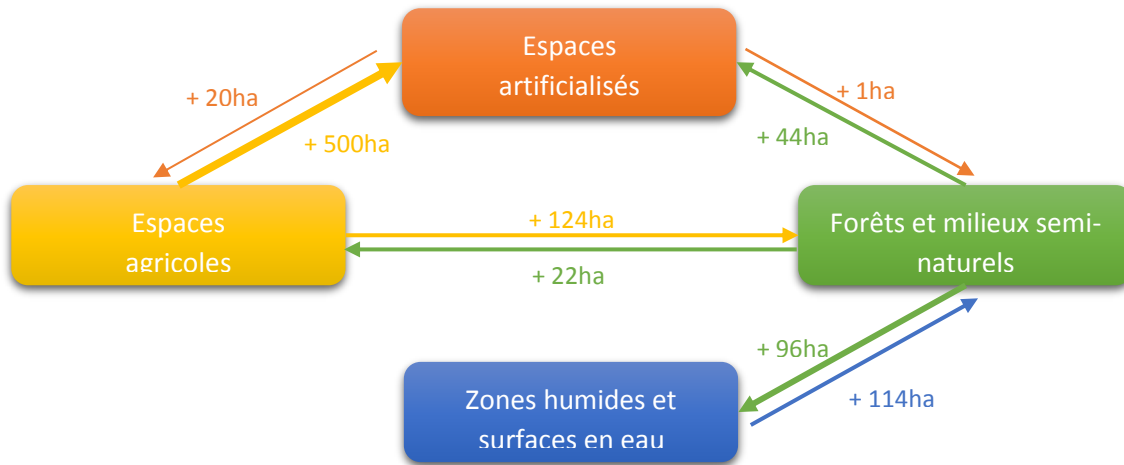 Espaces
artificialisés
+ 20ha
+ 1ha
+ 500ha
+ 44ha
Espaces
agricoles
+ 124ha
+ 22ha
Forêts et milieux semi-
naturels
+ 96ha
+ 114ha
Zones humides et
surfaces en eau